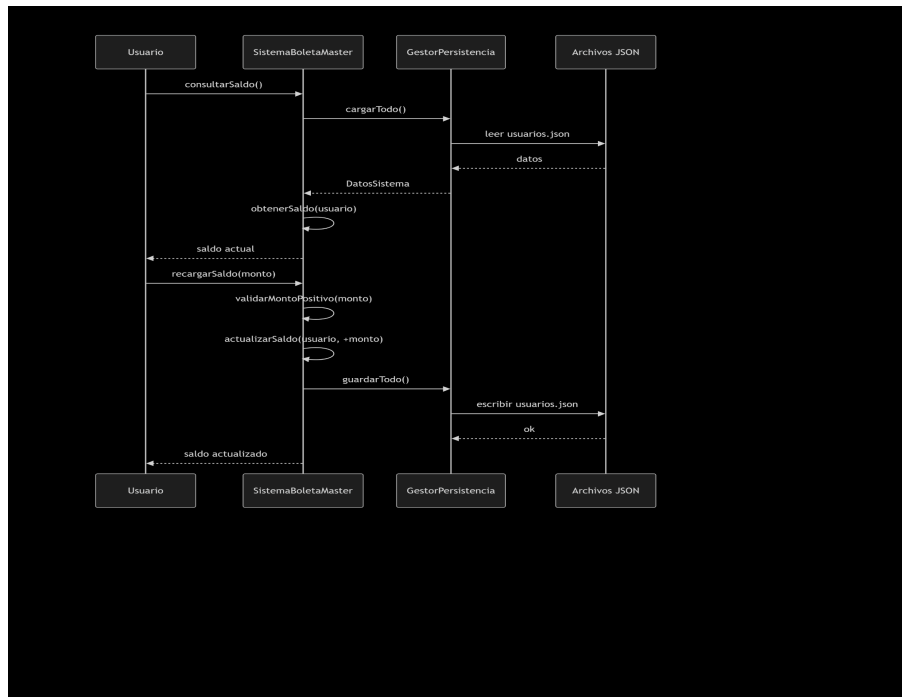 Usuario
SistemaBoletaMaster
GestorPersistencia
Archivos JSON
consultarSaldo()
cargarTodo()
leer usuarios.json
datos
DatosSistema
obtenerSaldo(usuario)
saldo actual
recargarSaldo(monto)
validarMontoPositivo(monto)
actualizarSaldo(usuario, +monto)
guardarTodo()
escribir usuarios.json
ok
saldo actualizado
Usuario
SistemaBoletaMaster
GestorPersistencia
Archivos JSON